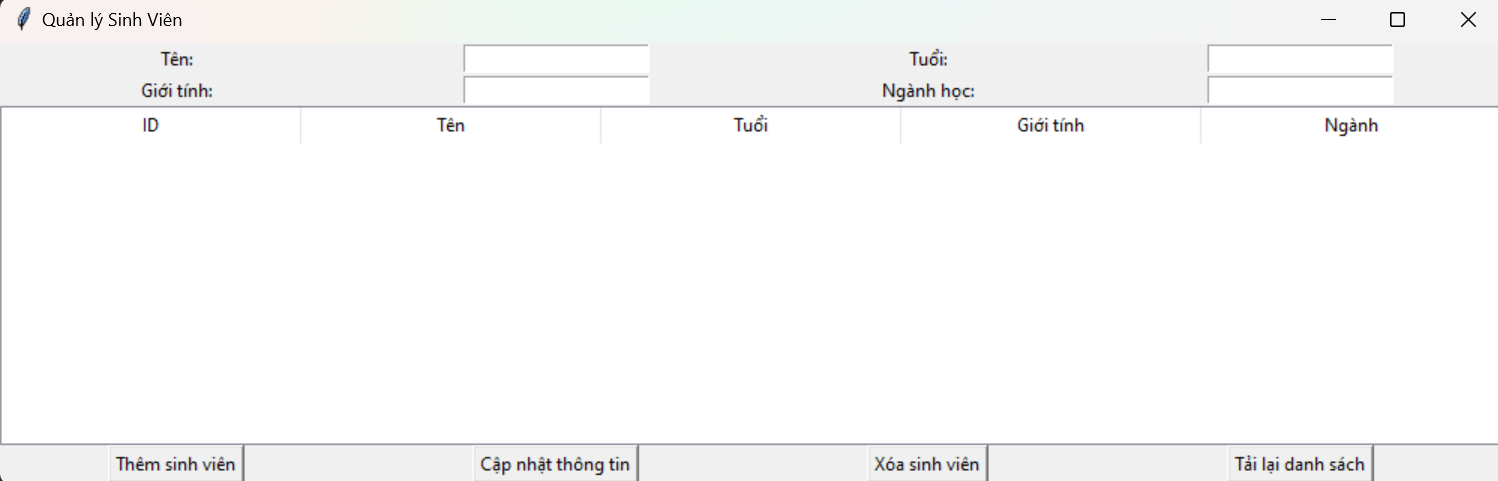 Quản lý Sinh Viên
Tên: Tuổi:
Giới tính: Ngành học:
ID Tên Tuổi Giới tính Ngành
Thêm sinh viên Cập nhật thông tin Xóa sinh viên Tải lại danh sách